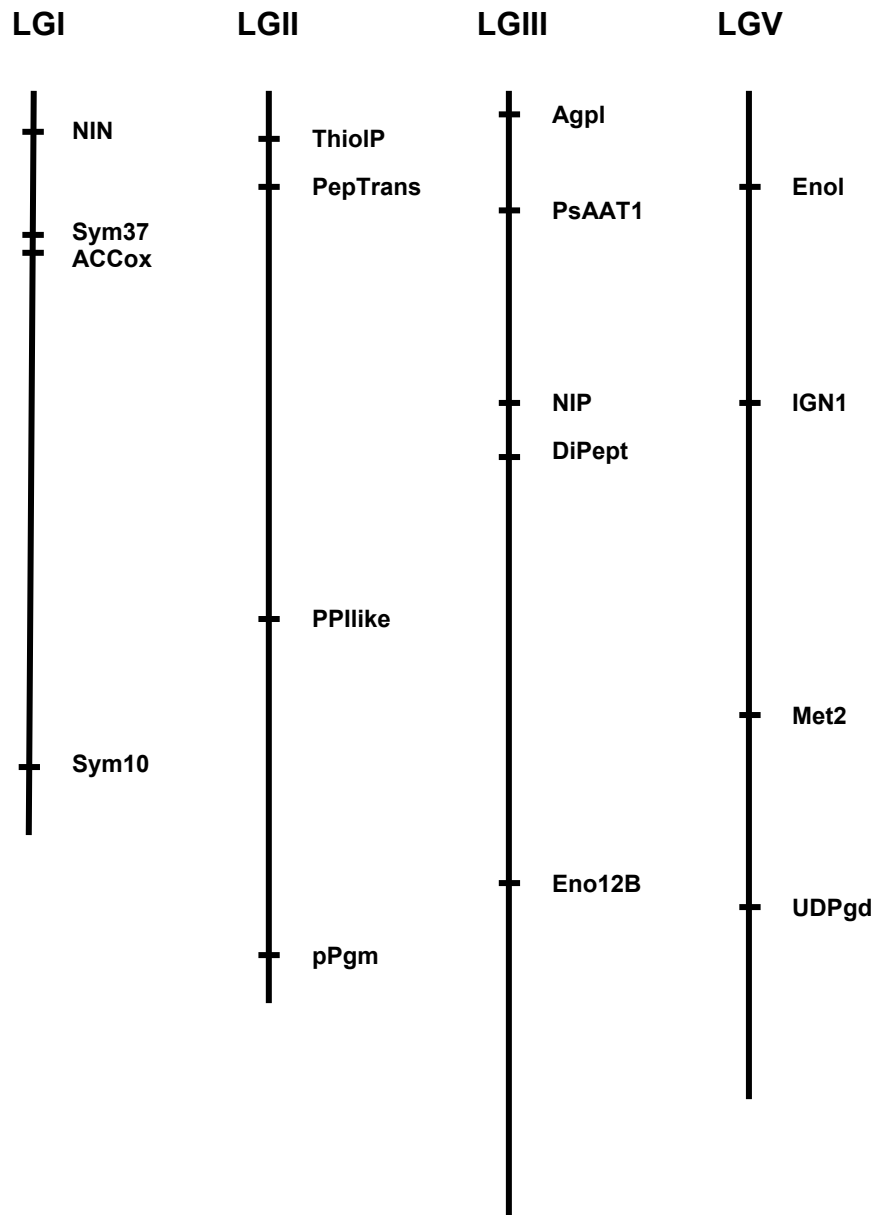 LGI
LGII
LGIII
LGV
NIN
Sym37
ACCox
Sym10
ThiolP
PepTrans
PPIlike
pPgm
AgpI
PsAAT1
NIP
DiPept
Eno12B
EnoI
IGN1
Met2
UDPgd